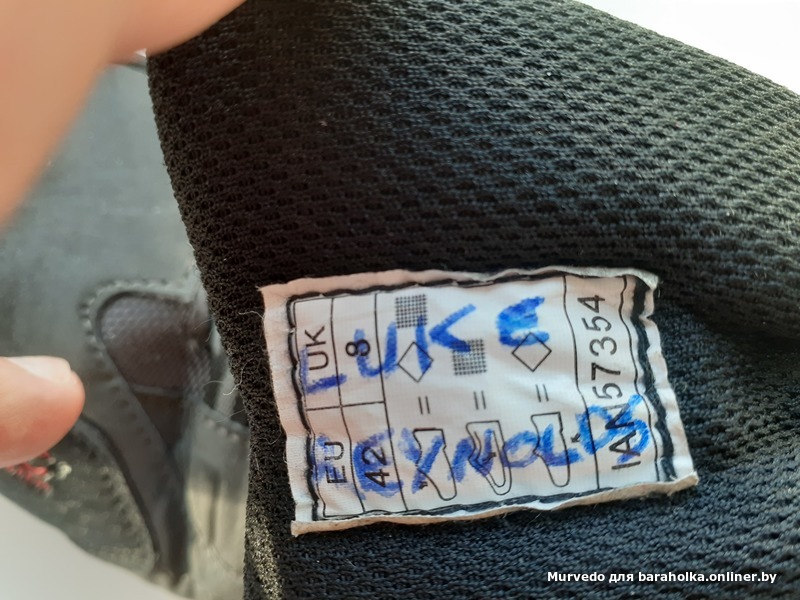 UK 8
EU 42
IAN 57354
LUKE
REYNOLDS
Murvedo для baraholka.onliner.by